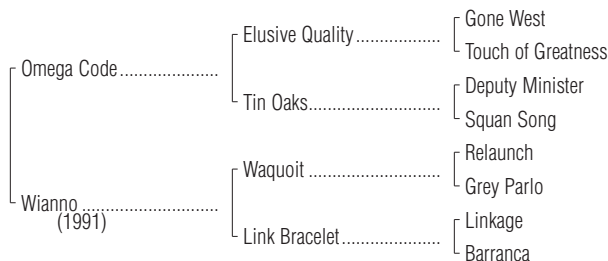 Gone West
Elusive Quality ....................
Touch of Greatness
Omega Code .......................
Deputy Minister
Tin Oaks ................................
Squan Song
Relaunch
Waquoit ................................
Grey Parlo
Wianno ................................
(1991)
Linkage
Link Bracelet .......................
Barranca